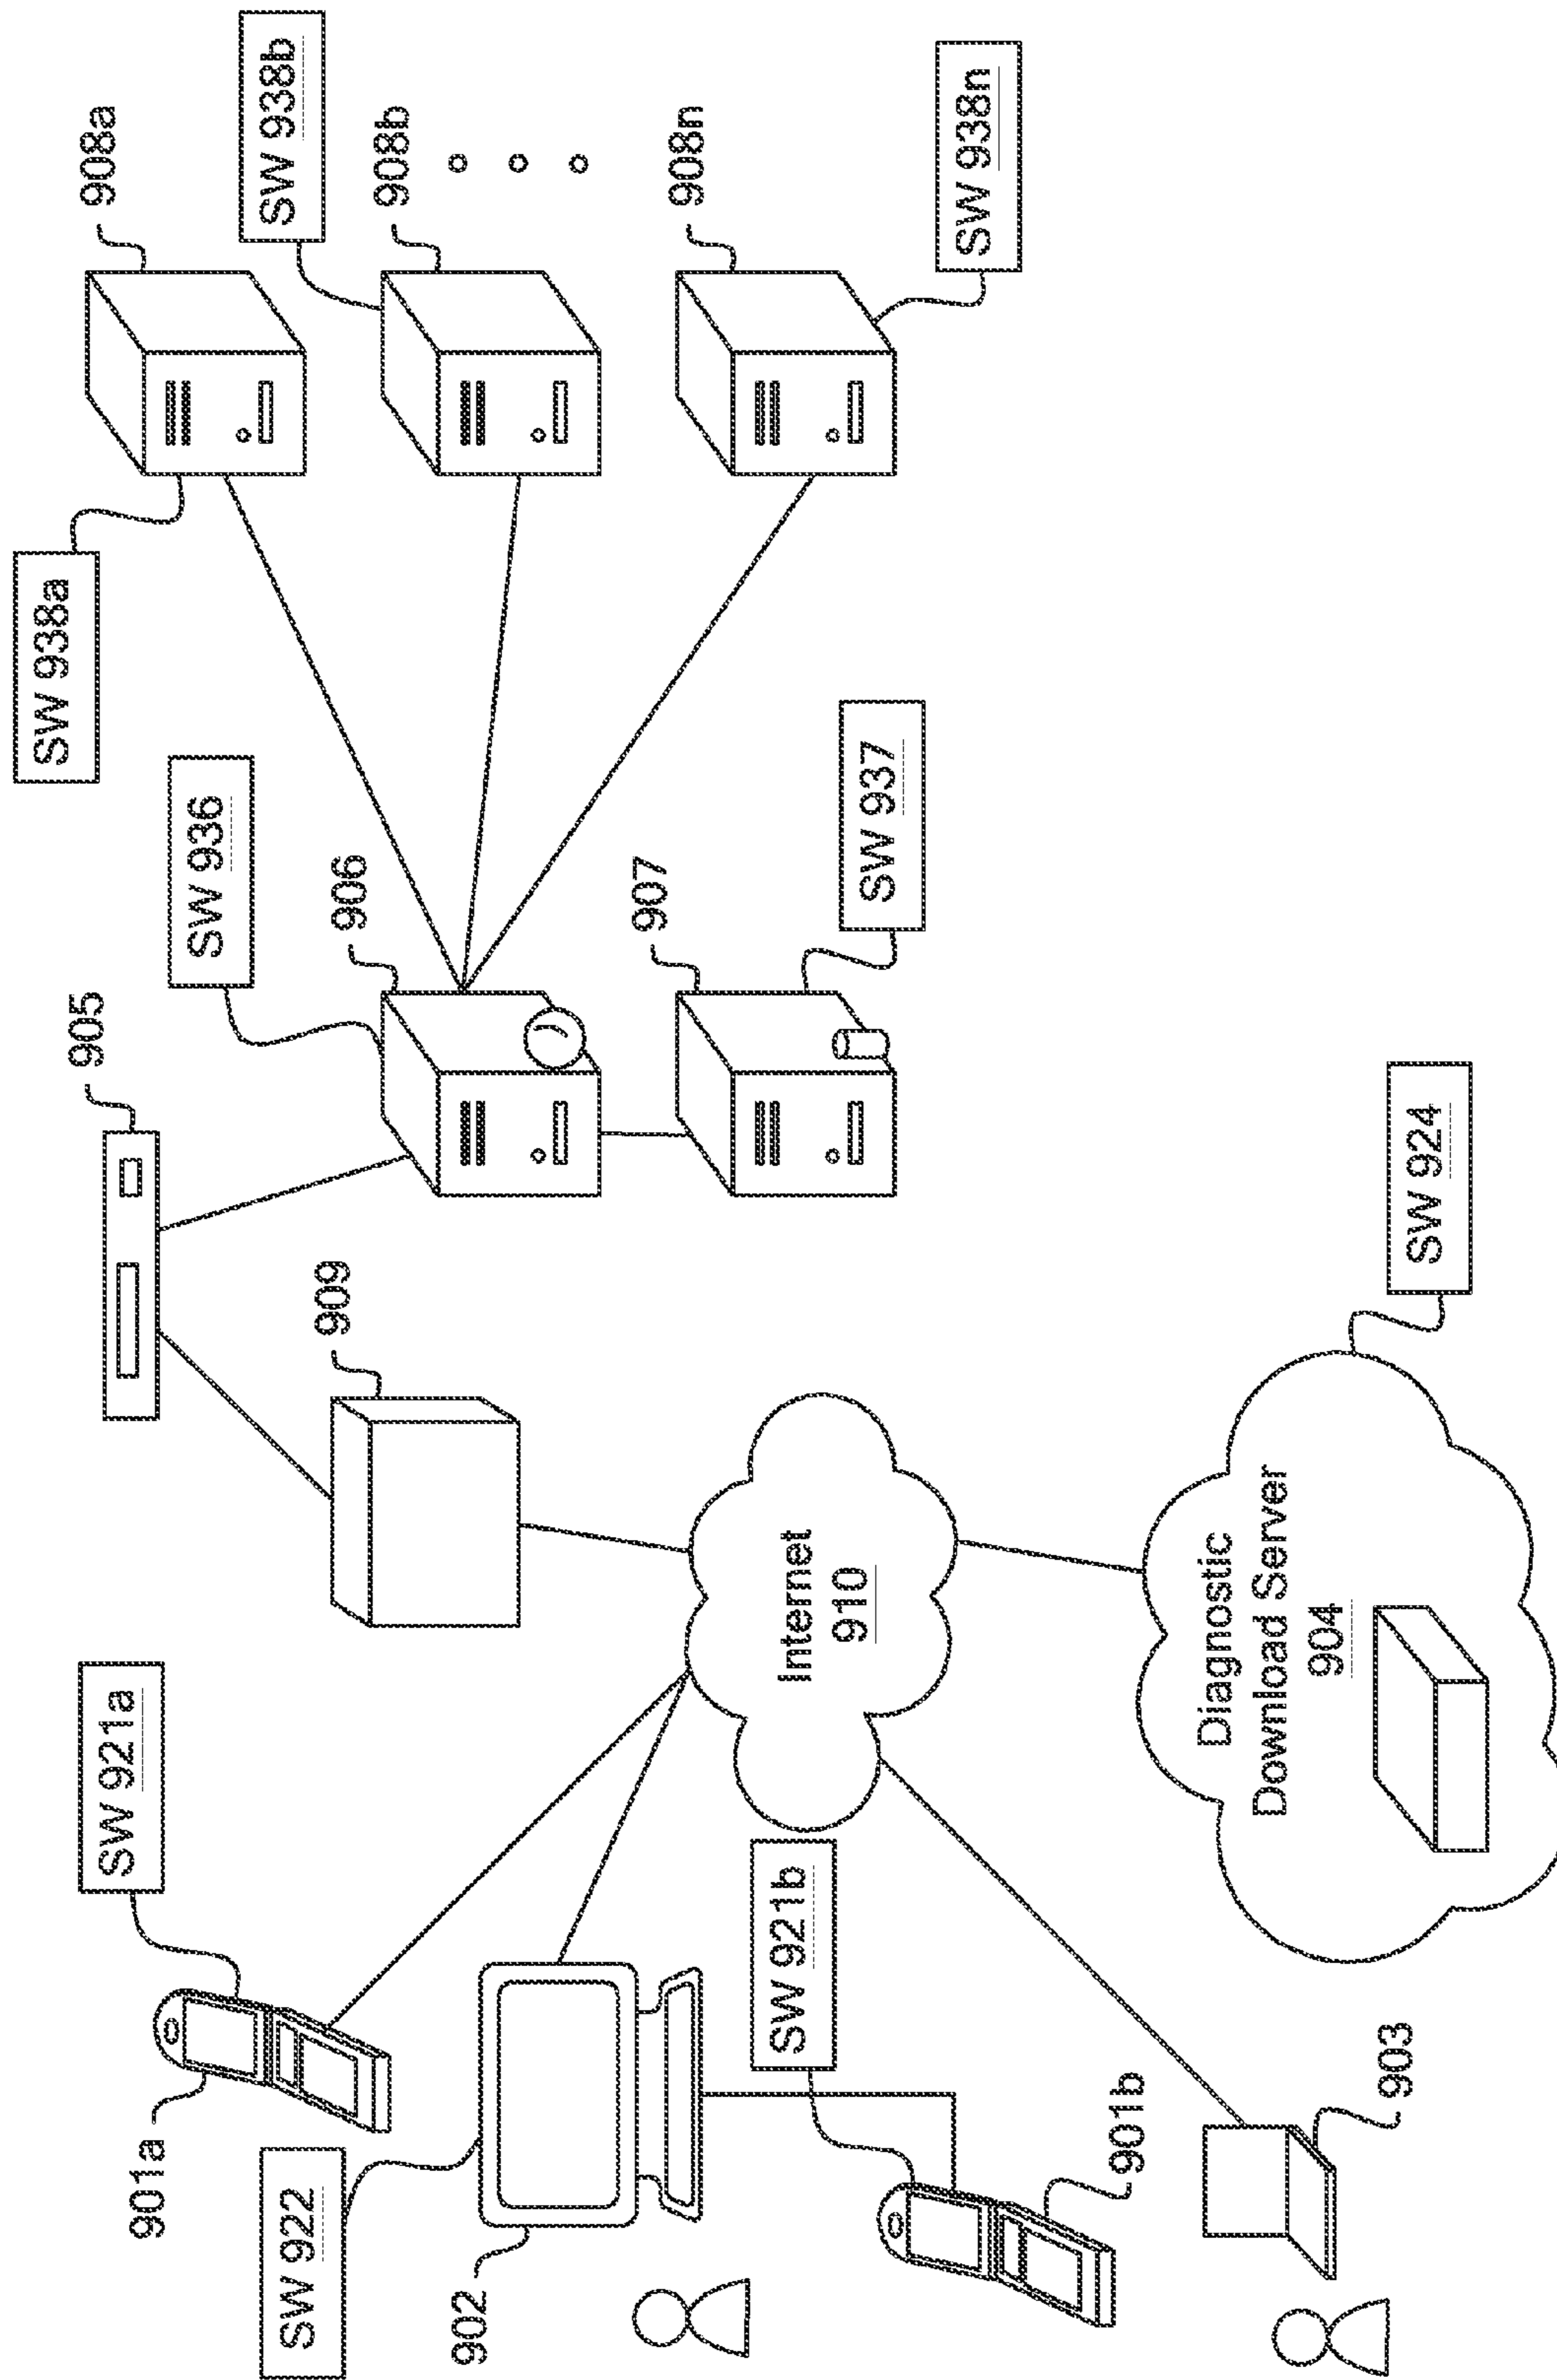 SW 922
901a
SW 921a
902
SW 921b
901b
903
Internet
910
Diagnostic
Download Server
904
SW 924
909
905
SW 936
906
907
SW 937
SW 938a
908a
SW 938b
908b
908n
SW 938n